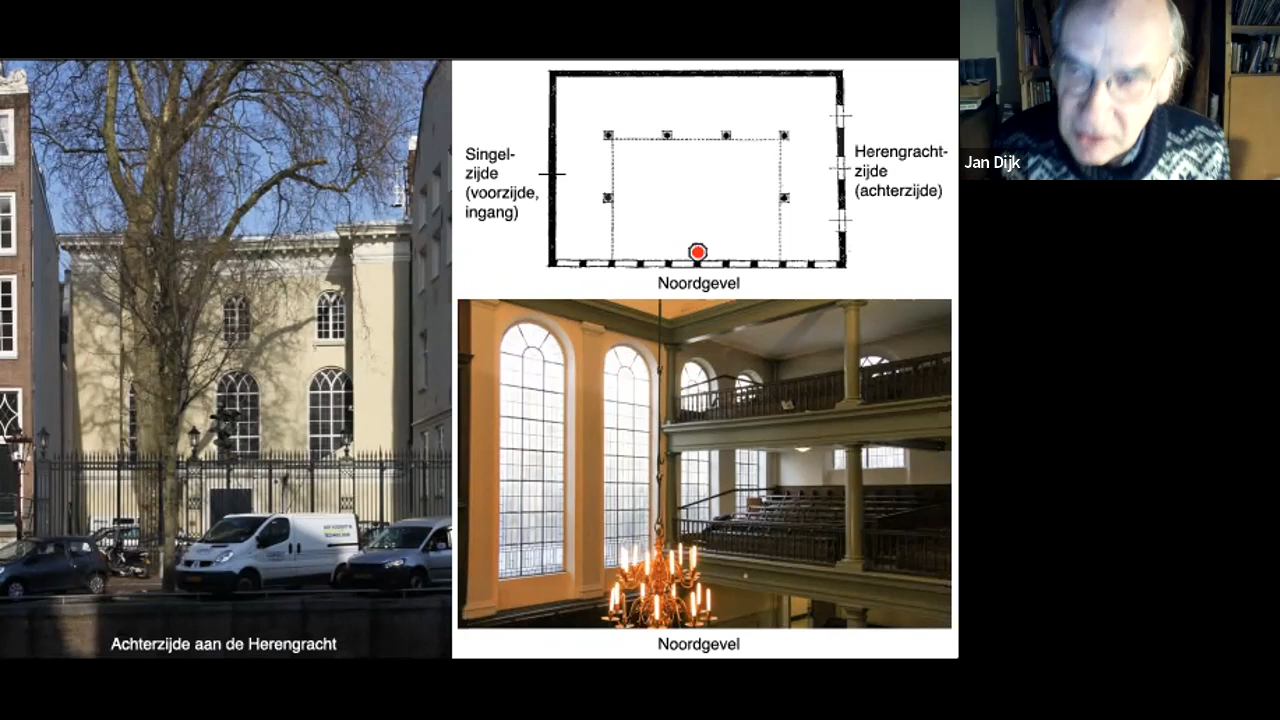 Singel-
zijde
(voorzijde,
ingang)
Herengracht-
zijde
(achterzijde)
Noordgevel
Achterzijde aan de Herengracht
Noordgevel
Jan Dijk